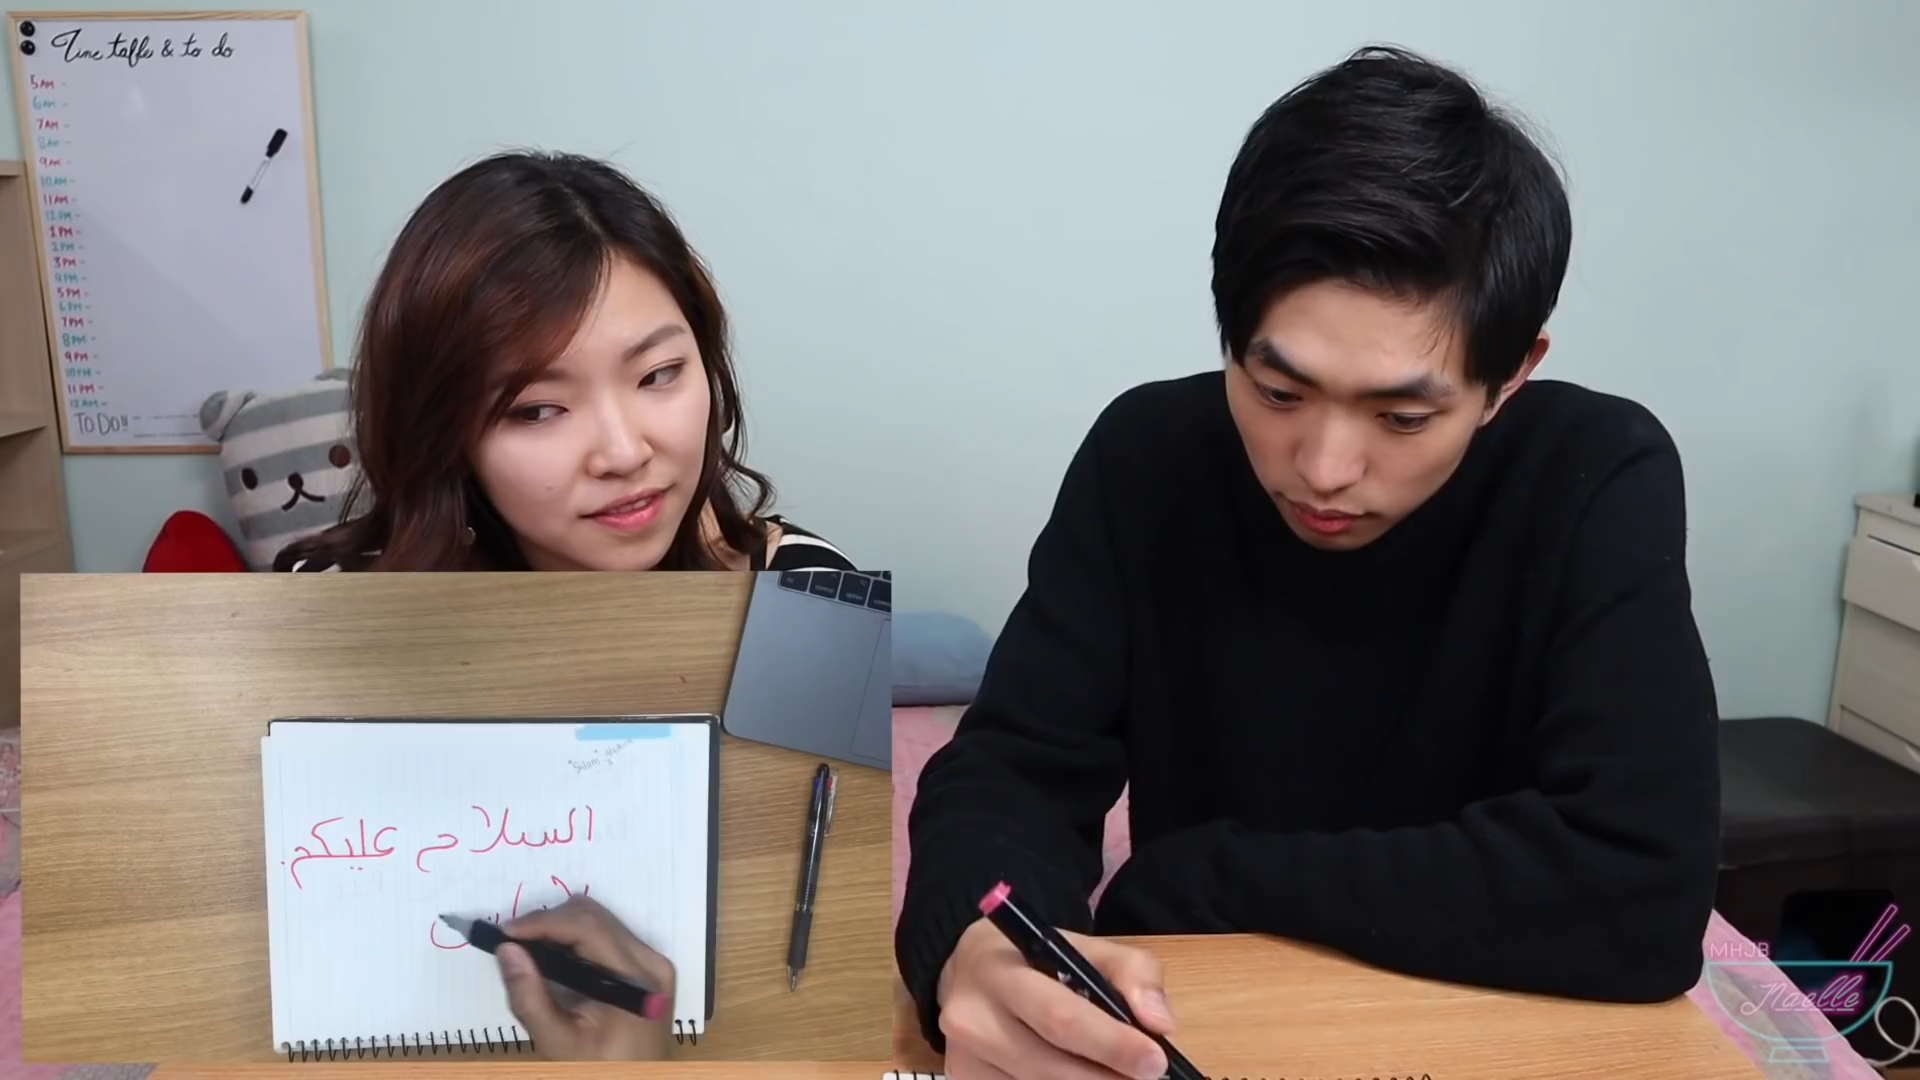 Time table & to do
5AM -
6AM -
7AM -
8AM -
9AM -
10AM -
11AM -
12PM -
1PM -
2PM -
3PM -
4PM -
5PM -
6PM -
7PM -
8PM -
9PM -
10PM -
11PM -
12AM -
TO DO!!
السلام عليكم.
MHJB
Naelle